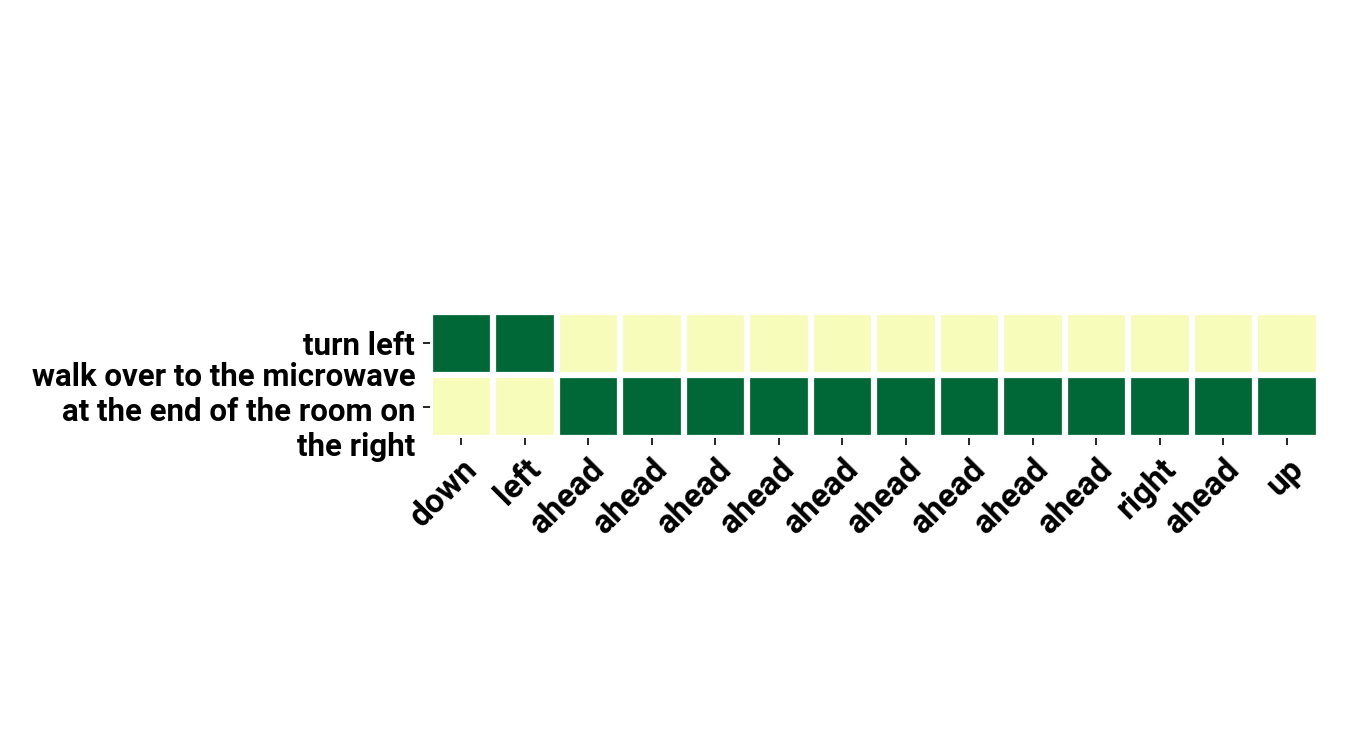 turn left
walk over to the microwave
at the end of the room on
the right
down
left
ahead
ahead
ahead
ahead
ahead
ahead
ahead
ahead
ahead
right
ahead
up